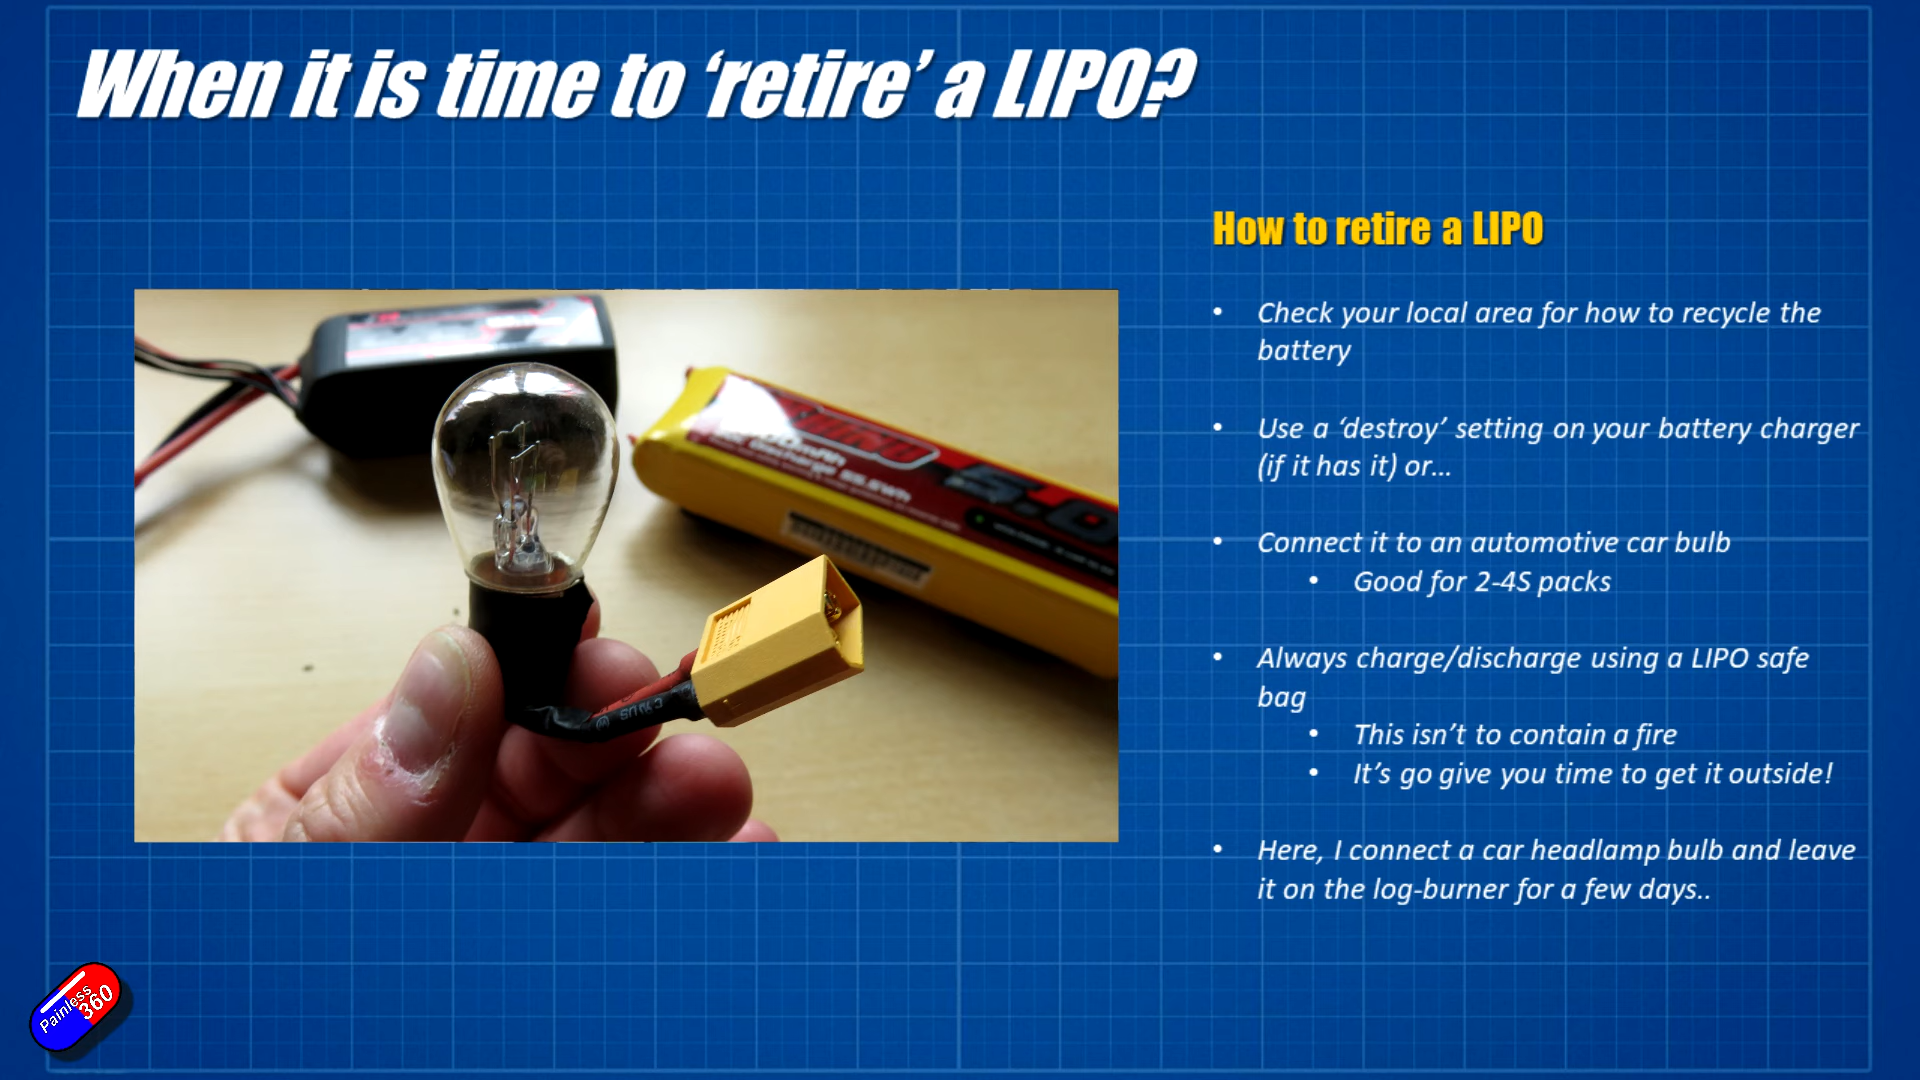 When it is time to ‘retire’ a LIPO?
How to retire a LIPO
• Check your local area for how to recycle the
battery
• Use a ‘destroy’ setting on your battery charger
(if it has it) or...
• Connect it to an automotive car bulb
• Good for 2-4S packs
• Always charge/discharge using a LIPO safe
bag
• This isn’t to contain a fire
• It’s go give you time to get it outside!
• Here, I connect a car headlamp bulb and leave
it on the log-burner for a few days..
5.0
Painless
360